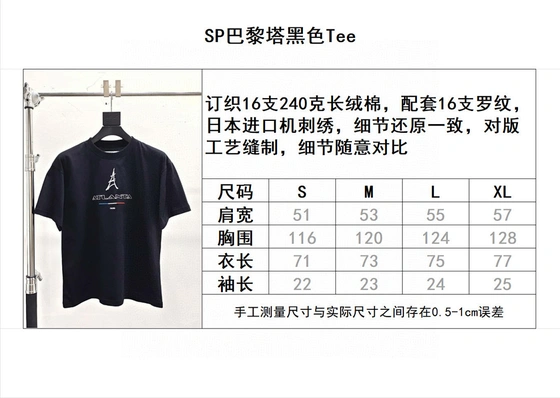 SP巴黎塔黑色Tee
订织16支240克长绒棉，配套16支罗纹，
日本进口机刺绣，细节还原一致，对版
工艺缝制，细节随意对比
尺码 S M L XL
肩宽 51 53 55 57
胸围 116 120 124 128
衣长 71 73 75 77
袖长 22 23 24 25
手工测量尺寸与实际尺寸之间存在0.5-1cm误差
ATLANTA